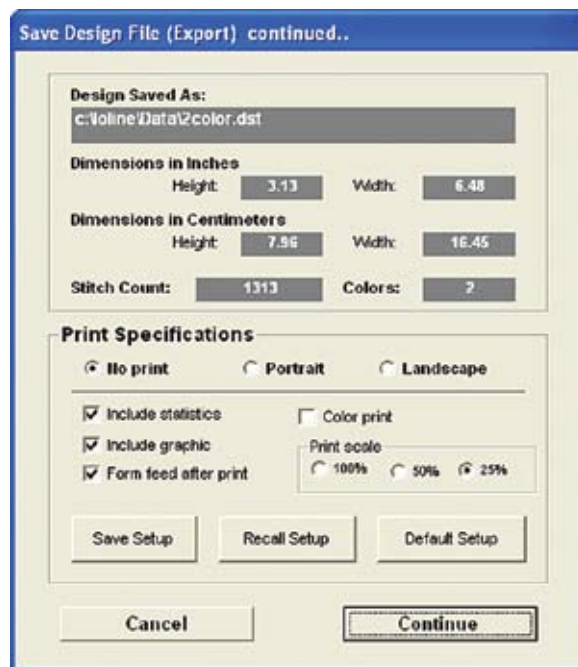 Save Design File (Export) continued..
Design Saved As:
c:\Ioline\Data\2color.dst
Dimensions in Inches
Height: 3.13 Width: 6.48
Dimensions in Centimeters
Height: 7.96 Width: 16.45
Stitch Count: 1313 Colors: 2
Print Specifications
No print Portrait Landscape
Include statistics Color print
Include graphic Print scale
Form feed after print 100% 50% 25%
Save Setup Recall Setup Default Setup
Cancel Continue